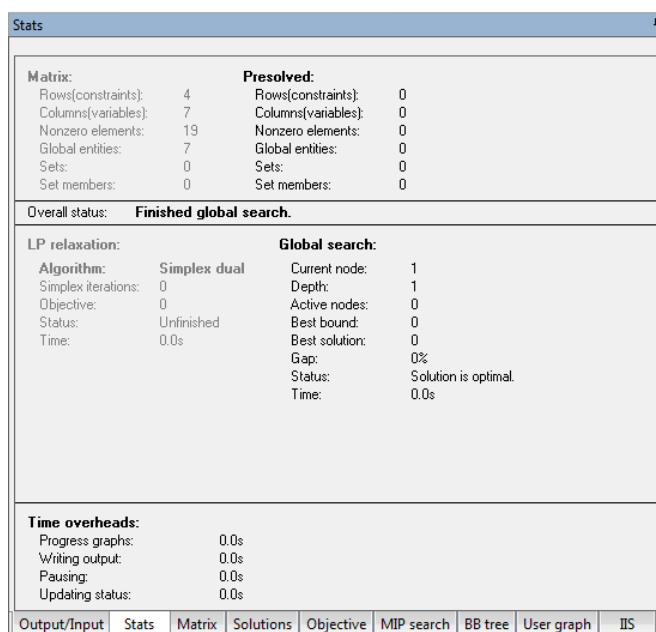 Stats
Matrix: Presolved:
Rows(constraints): 4 Rows(constraints): 0
Columns(variables): 7 Columns(variables): 0
Nonzero elements: 19 Nonzero elements: 0
Global entities: 7 Global entities: 0
Sets: 0 Sets: 0
Set members: 0 Set members: 0
Overall status: Finished global search.
LP relaxation: Global search:
Algorithm: Simplex dual Current node: 1
Simplex iterations: 0 Depth: 1
Objective: 0 Active nodes: 0
Status: Unfinished Best bound: 0
Time: 0.0s Best solution: 0
Gap: 0%
Status: Solution is optimal.
Time: 0.0s
Time overheads:
Progress graphs: 0.0s
Writing output: 0.0s
Pausing: 0.0s
Updating status: 0.0s
Output/Input Stats Matrix Solutions Objective MIP search BB tree User graph IIS